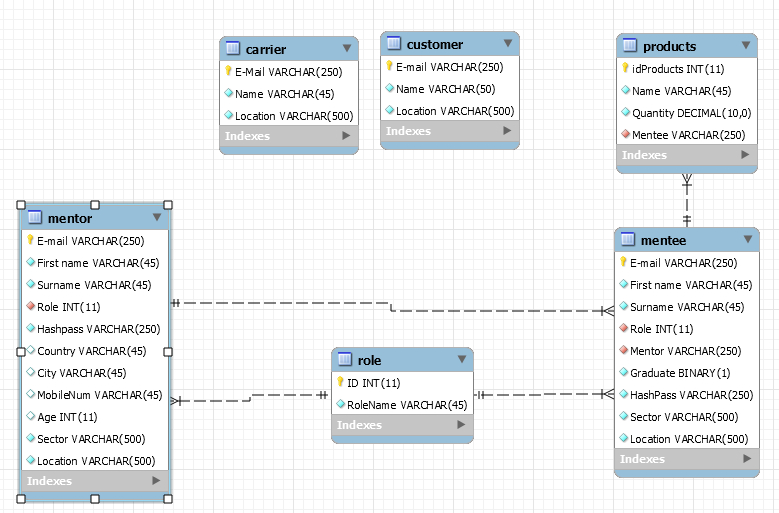 carrier
E-Mail VARCHAR(250)
Name VARCHAR(45)
Location VARCHAR(500)
Indexes
customer
E-mail VARCHAR(250)
Name VARCHAR(50)
Location VARCHAR(500)
Indexes
products
idProducts INT(11)
Name VARCHAR(45)
Quantity DECIMAL(10,0)
Mentee VARCHAR(250)
Indexes
mentor
E-mail VARCHAR(250)
First name VARCHAR(45)
Surname VARCHAR(45)
Role INT(11)
Hashpass VARCHAR(250)
Country VARCHAR(45)
City VARCHAR(45)
MobileNum VARCHAR(45)
Age INT(11)
Sector VARCHAR(500)
Location VARCHAR(500)
Indexes
role
ID INT(11)
RoleName VARCHAR(45)
Indexes
mentee
E-mail VARCHAR(250)
First name VARCHAR(45)
Surname VARCHAR(45)
Role INT(11)
Mentor VARCHAR(250)
Graduate BINARY(1)
HashPass VARCHAR(250)
Sector VARCHAR(500)
Location VARCHAR(500)
Indexes